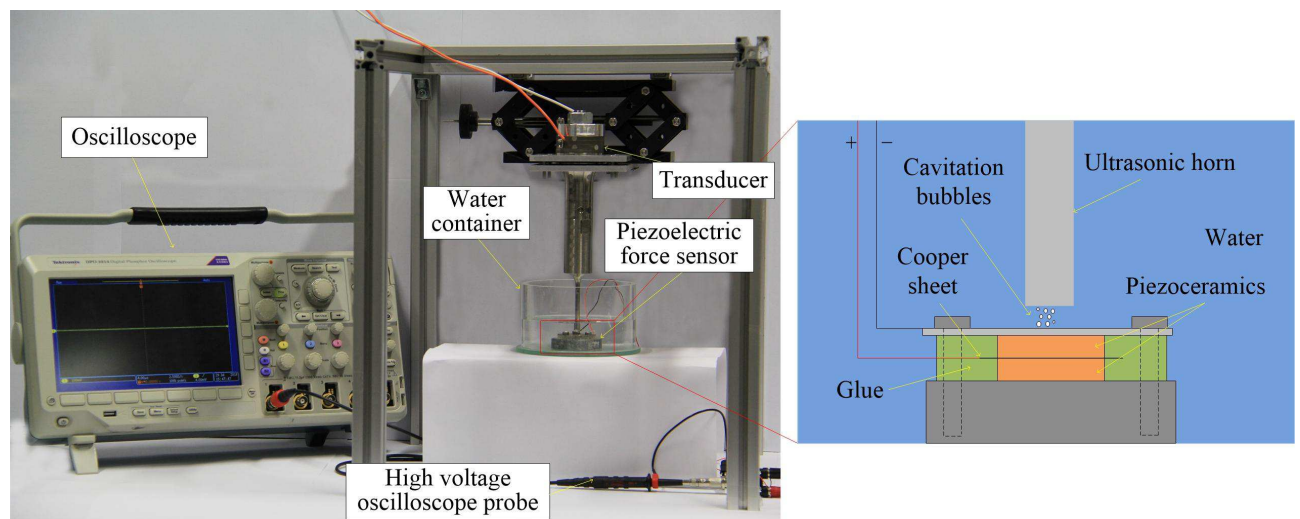 Oscilloscope
Water
container
Transducer
Piezoelectric
force sensor
High voltage
oscilloscope probe
Tektronix
+
−
Cavitation
bubbles
Ultrasonic horn
Water
Cooper
sheet
Piezoceramics
Glue